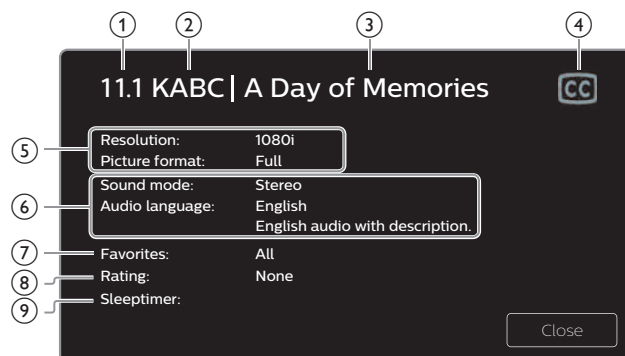 ① ② ③ ④
11.1 KABC | A Day of Memories CC
⑤ Resolution: 1080i
Picture format: Full
Sound mode: Stereo
⑥ Audio language: English
English audio with description.
⑦ Favorites: All
⑧ Rating: None
⑨ Sleeptimer:
Close